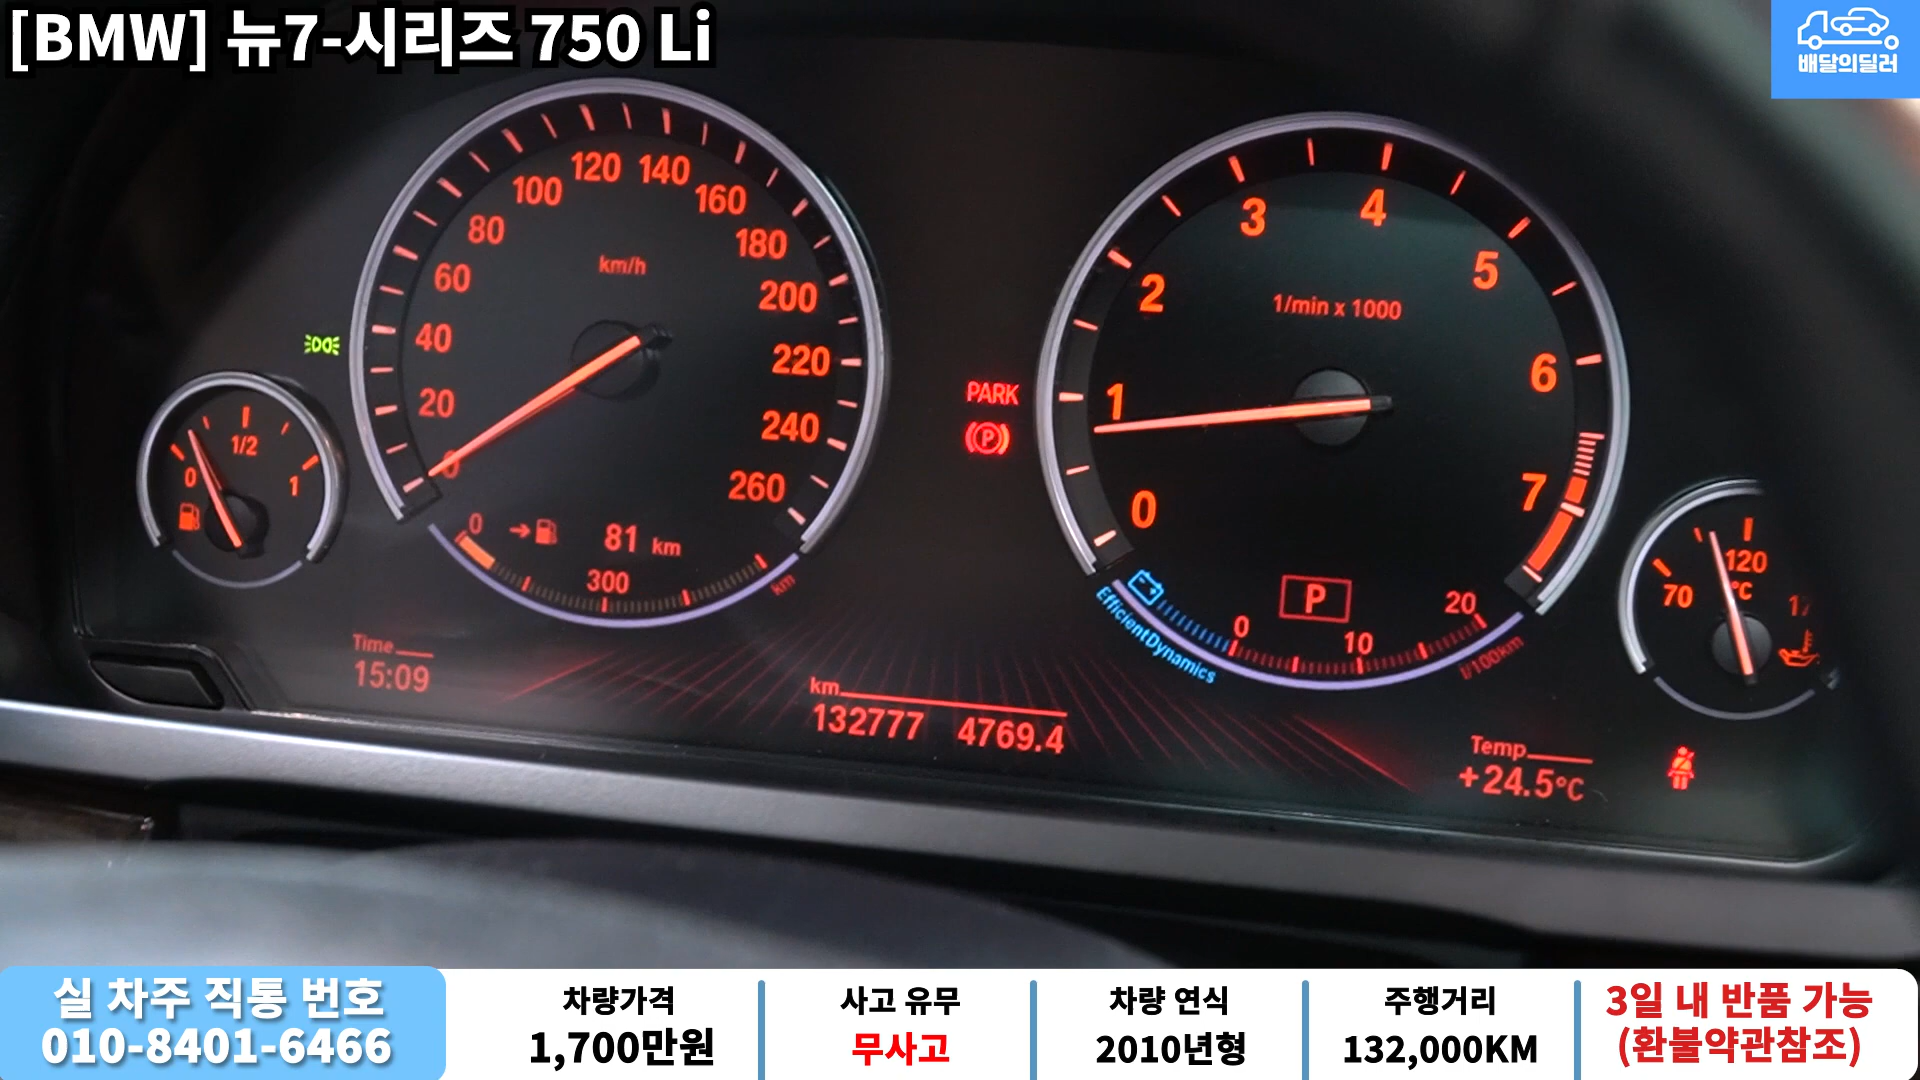 [BMW] 뉴7-시리즈 750 Li
배달의딜러
0
20
40
60
80
100
120
140
160
180
200
220
240
260
km/h
0
1/2
1
0
→ 81 km
300
km
PARK
P
0
1
2
3
4
5
6
7
1/min x 1000
P
0
10
20
l/100km
EfficientDynamics
70
120
°C
Time
15:09
km
132777 4769.4
Temp
+24.5°C
실 차주 직통 번호
010-8401-6466
차량가격
1,700만원
사고 유무
무사고
차량 연식
2010년형
주행거리
132,000KM
3일 내 반품 가능
(환불약관참조)